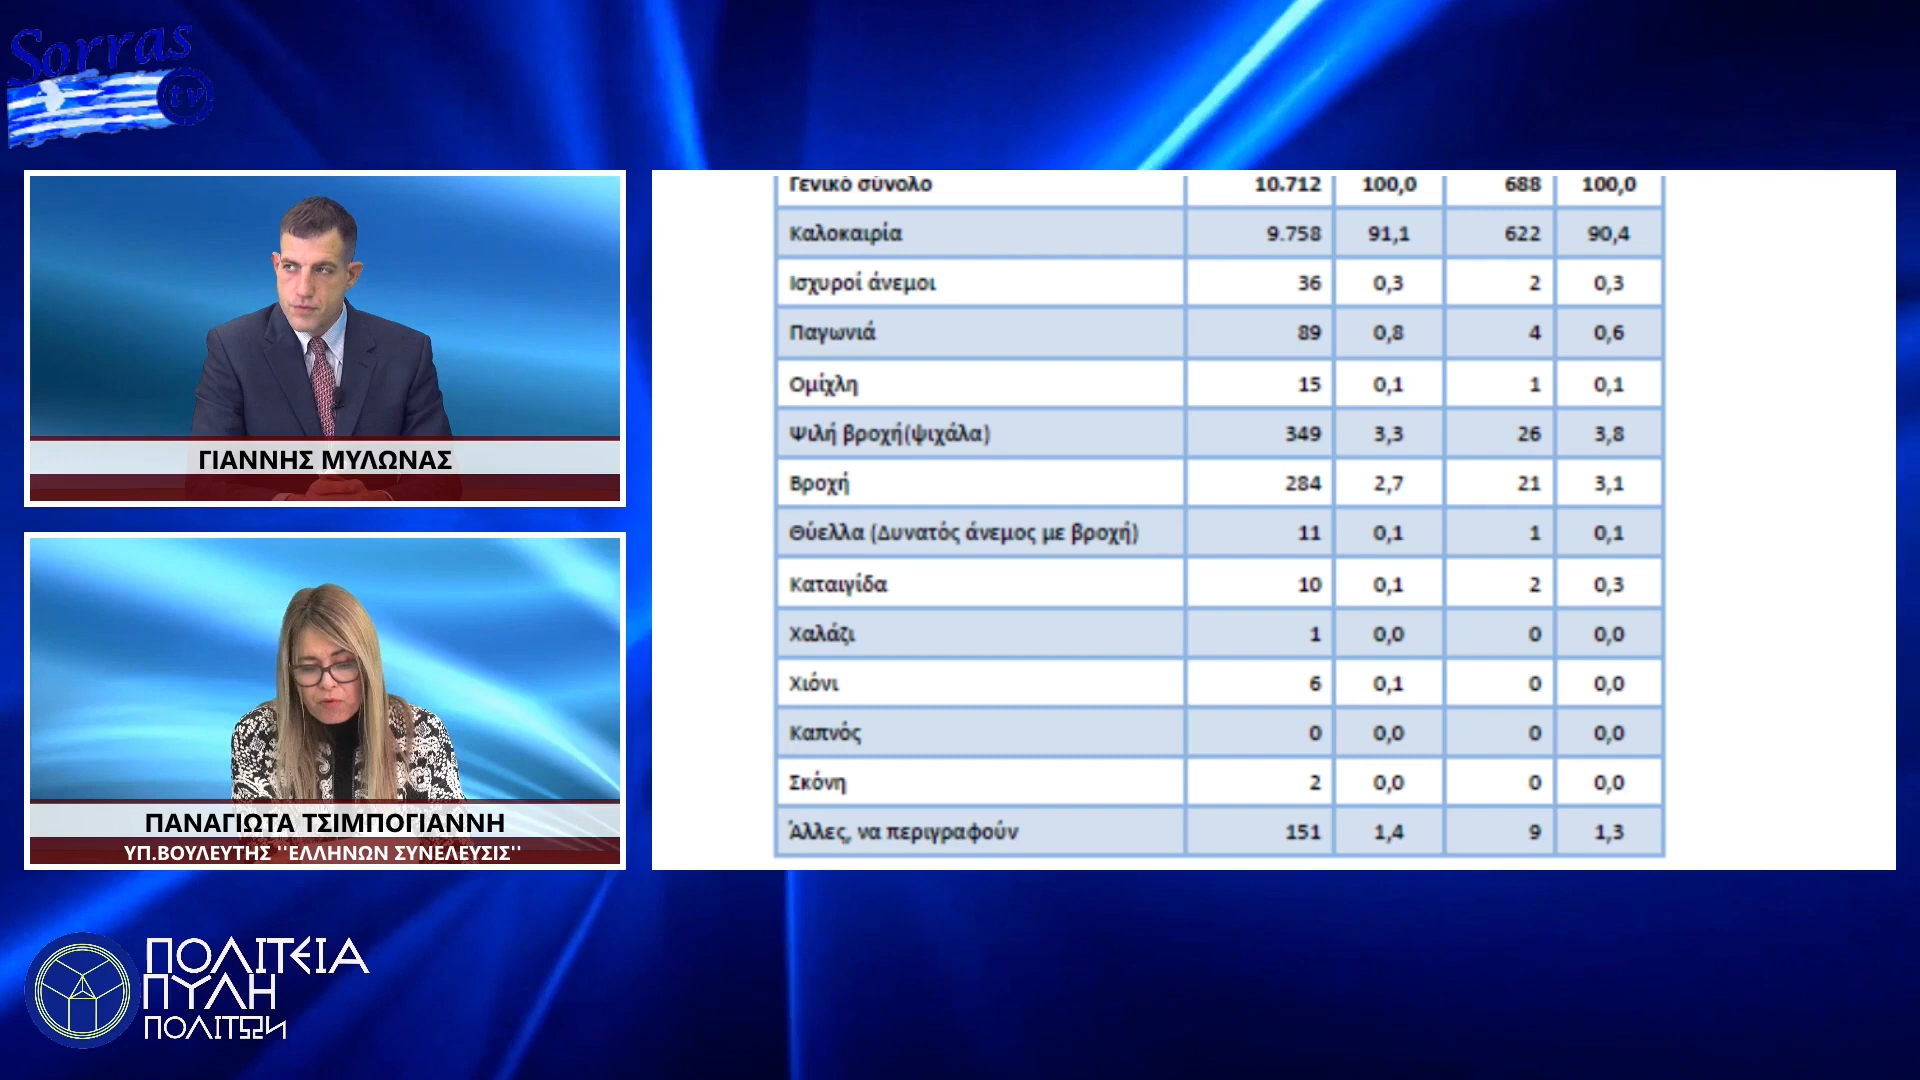 Sorras
tv
Γενικό σύνολο 10.712 100,0 688 100,0
Καλοκαιρία 9.758 91,1 622 90,4
Ισχυροί άνεμοι 36 0,3 2 0,3
Παγωνιά 89 0,8 4 0,6
Ομίχλη 15 0,1 1 0,1
Ψιλή βροχή(ψιχάλα) 349 3,3 26 3,8
Βροχή 284 2,7 21 3,1
Θύελλα (Δυνατός άνεμος με βροχή) 11 0,1 1 0,1
Καταιγίδα 10 0,1 2 0,3
Χαλάζι 1 0,0 0 0,0
Χιόνι 6 0,1 0 0,0
Καπνός 0 0,0 0 0,0
Σκόνη 2 0,0 0 0,0
Άλλες, να περιγραφούν 151 1,4 9 1,3
ΓΙΑΝΝΗΣ ΜΥΛΩΝΑΣ
ΠΑΝΑΓΙΩΤΑ ΤΣΙΜΠΟΓΙΑΝΝΗ
ΥΠ.ΒΟΥΛΕΥΤΗΣ ''ΕΛΛΗΝΩΝ ΣΥΝΕΛΕΥΣΙΣ''
ΠΟΛΙΤΕΙΑ
ΠΥΛΗ
ΠΟΛΙΤΩΝ